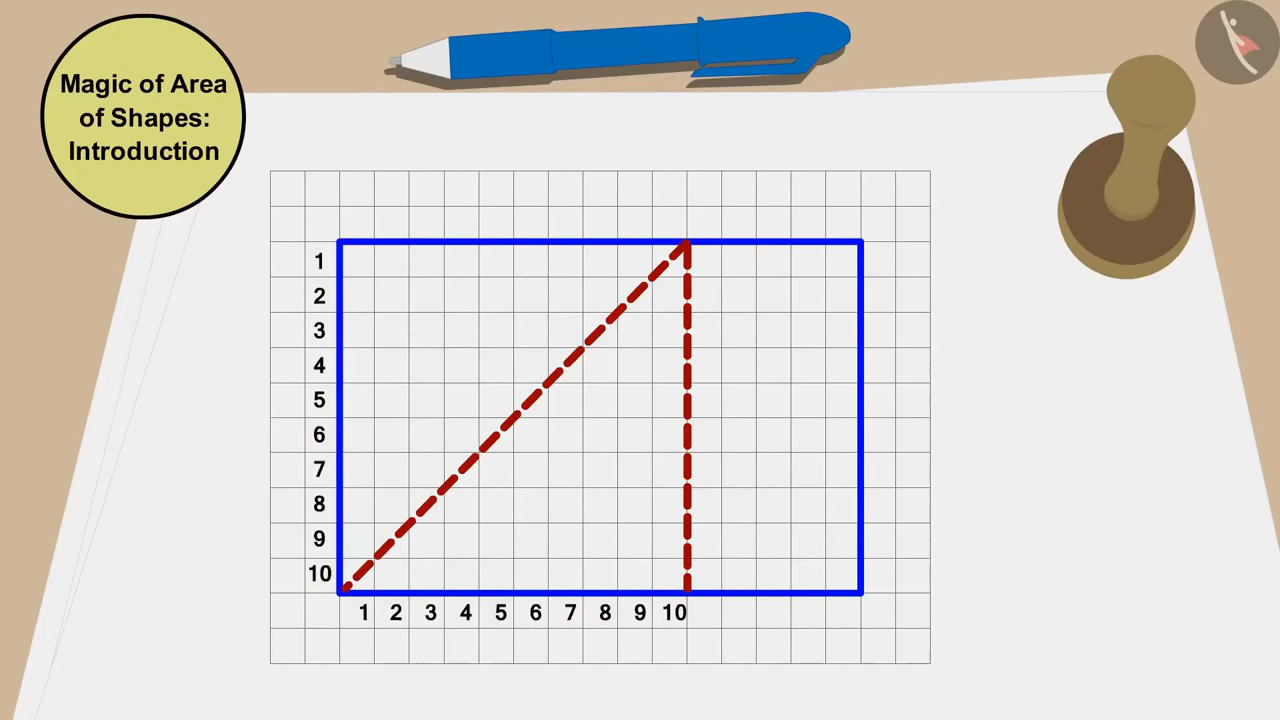 Magic of Area
of Shapes:
Introduction
1
2
3
4
5
6
7
8
9
10
1 2 3 4 5 6 7 8 9 10